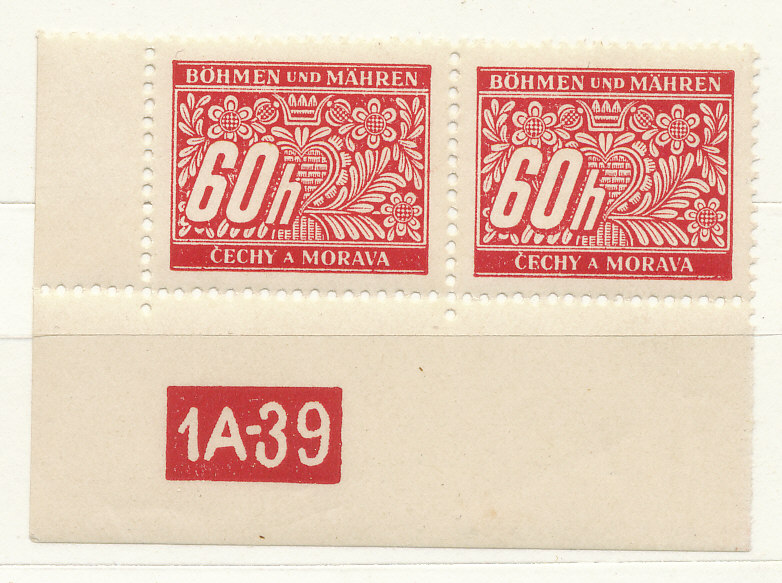 BÖHMEN UND MÄHREN
60h
ČECHY A MORAVA
BÖHMEN UND MÄHREN
60h
ČECHY A MORAVA
1A-39